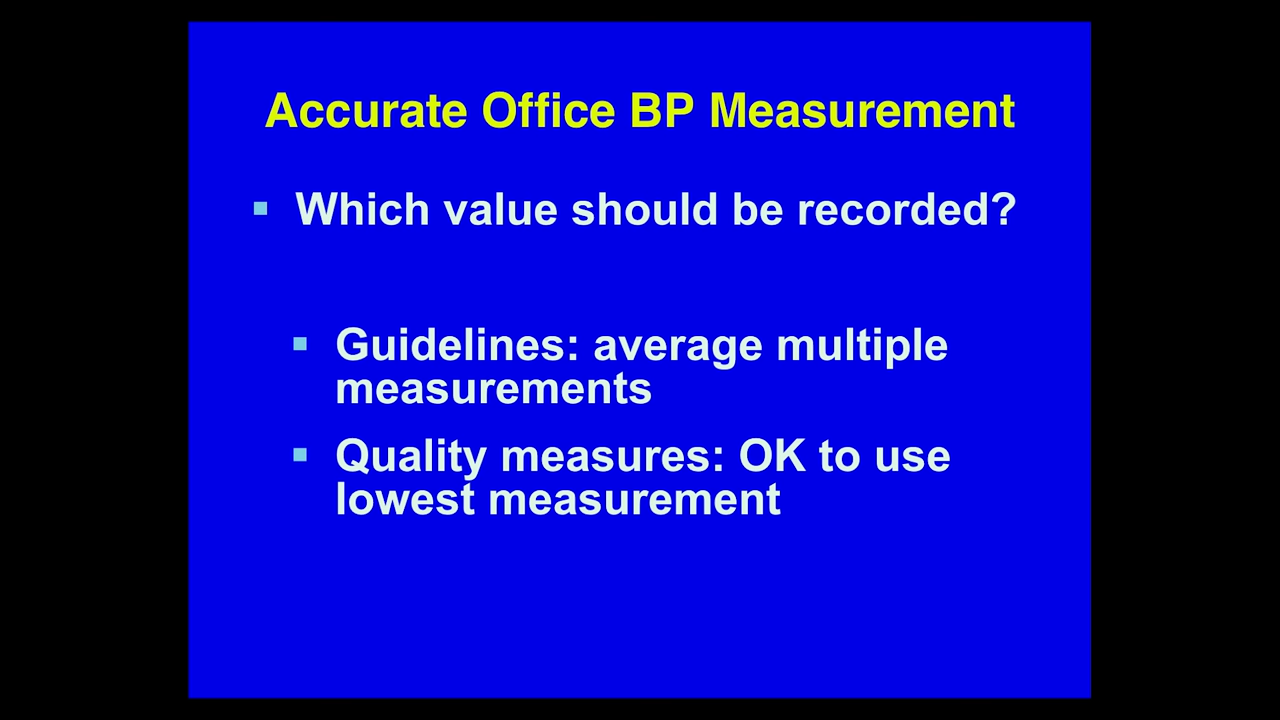 Accurate Office BP Measurement
▪ Which value should be recorded?
▪ Guidelines: average multiple
measurements
▪ Quality measures: OK to use
lowest measurement